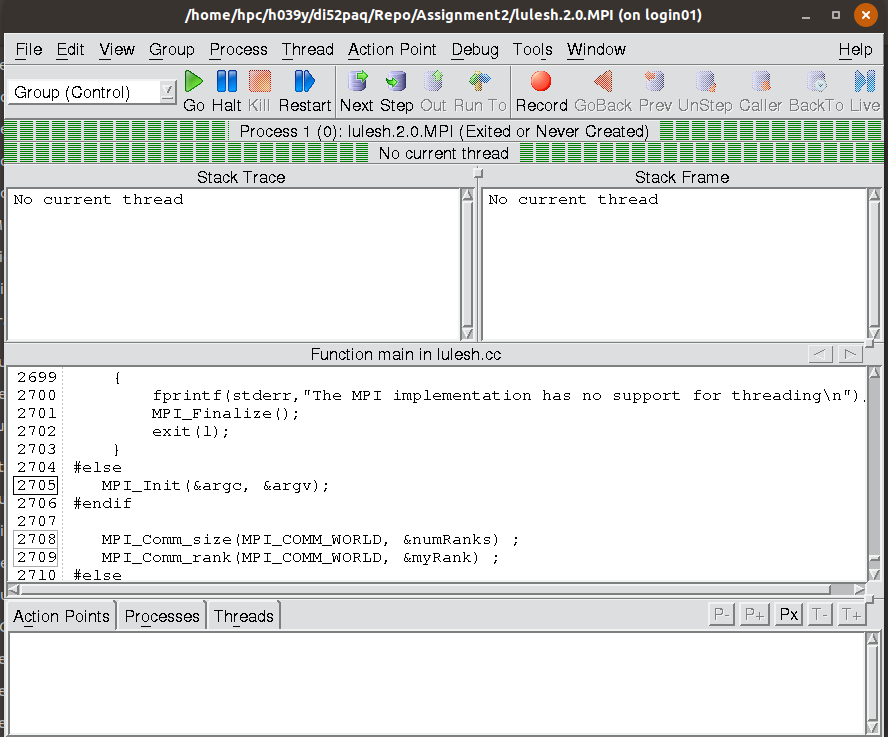 /home/hpc/h039y/di52paq/Repo/Assignment2/lulesh.2.0.MPI (on login01)
File Edit View Group Process Thread Action Point Debug Tools Window Help
Group (Control)
Go Halt Kill Restart Next Step Out Run To Record GoBack Prev UnStep Caller BackTo Live
Process 1 (0): lulesh.2.0.MPI (Exited or Never Created)
No current thread
Stack Trace
No current thread
Stack Frame
No current thread
Function main in lulesh.cc
2699 {
2700 fprintf(stderr,"The MPI implementation has no support for threading\n")
2701 MPI_Finalize();
2702 exit(1);
2703 }
2704 #else
2705 MPI_Init(&argc, &argv);
2706 #endif
2707
2708 MPI_Comm_size(MPI_COMM_WORLD, &numRanks) ;
2709 MPI_Comm_rank(MPI_COMM_WORLD, &myRank) ;
2710 #else
Action Points Processes Threads P- P+ Px T- T+